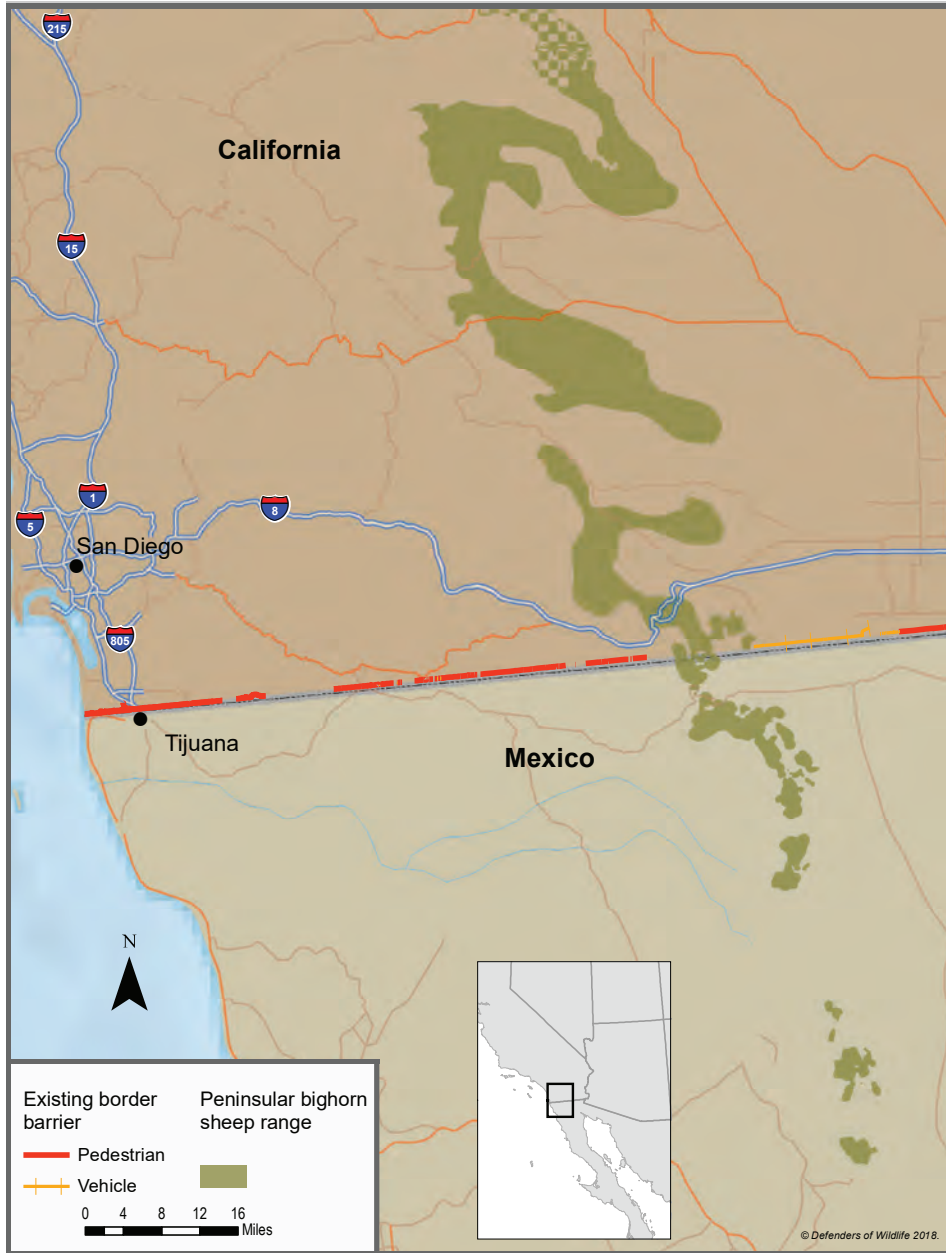 215
California
15
1
8
5
San Diego
805
Tijuana
Mexico
N
Existing border
barrier
Pedestrian
Vehicle
Peninsular bighorn
sheep range
0 4 8 12 16
Miles
© Defenders of Wildlife 2018.